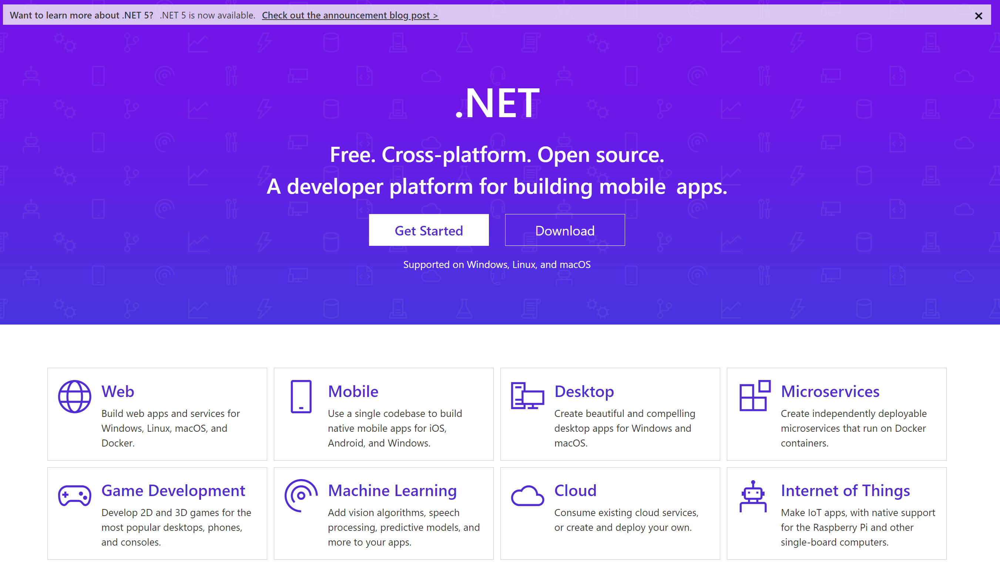 Want to learn more about .NET 5? .NET 5 is now available. Check out the announcement blog post >
.NET
Free. Cross-platform. Open source.
A developer platform for building mobile apps.
Get Started
Download
Supported on Windows, Linux, and macOS
Web
Build web apps and services for
Windows, Linux, macOS, and
Docker.
Mobile
Use a single codebase to build
native mobile apps for iOS,
Android, and Windows.
Desktop
Create beautiful and compelling
desktop apps for Windows and
macOS.
Microservices
Create independently deployable
microservices that run on Docker
containers.
Game Development
Develop 2D and 3D games for the
most popular desktops, phones,
and consoles.
Machine Learning
Add vision algorithms, speech
processing, predictive models, and
more to your apps.
Cloud
Consume existing cloud services,
or create and deploy your own.
Internet of Things
Make IoT apps, with native support
for the Raspberry Pi and other
single-board computers.